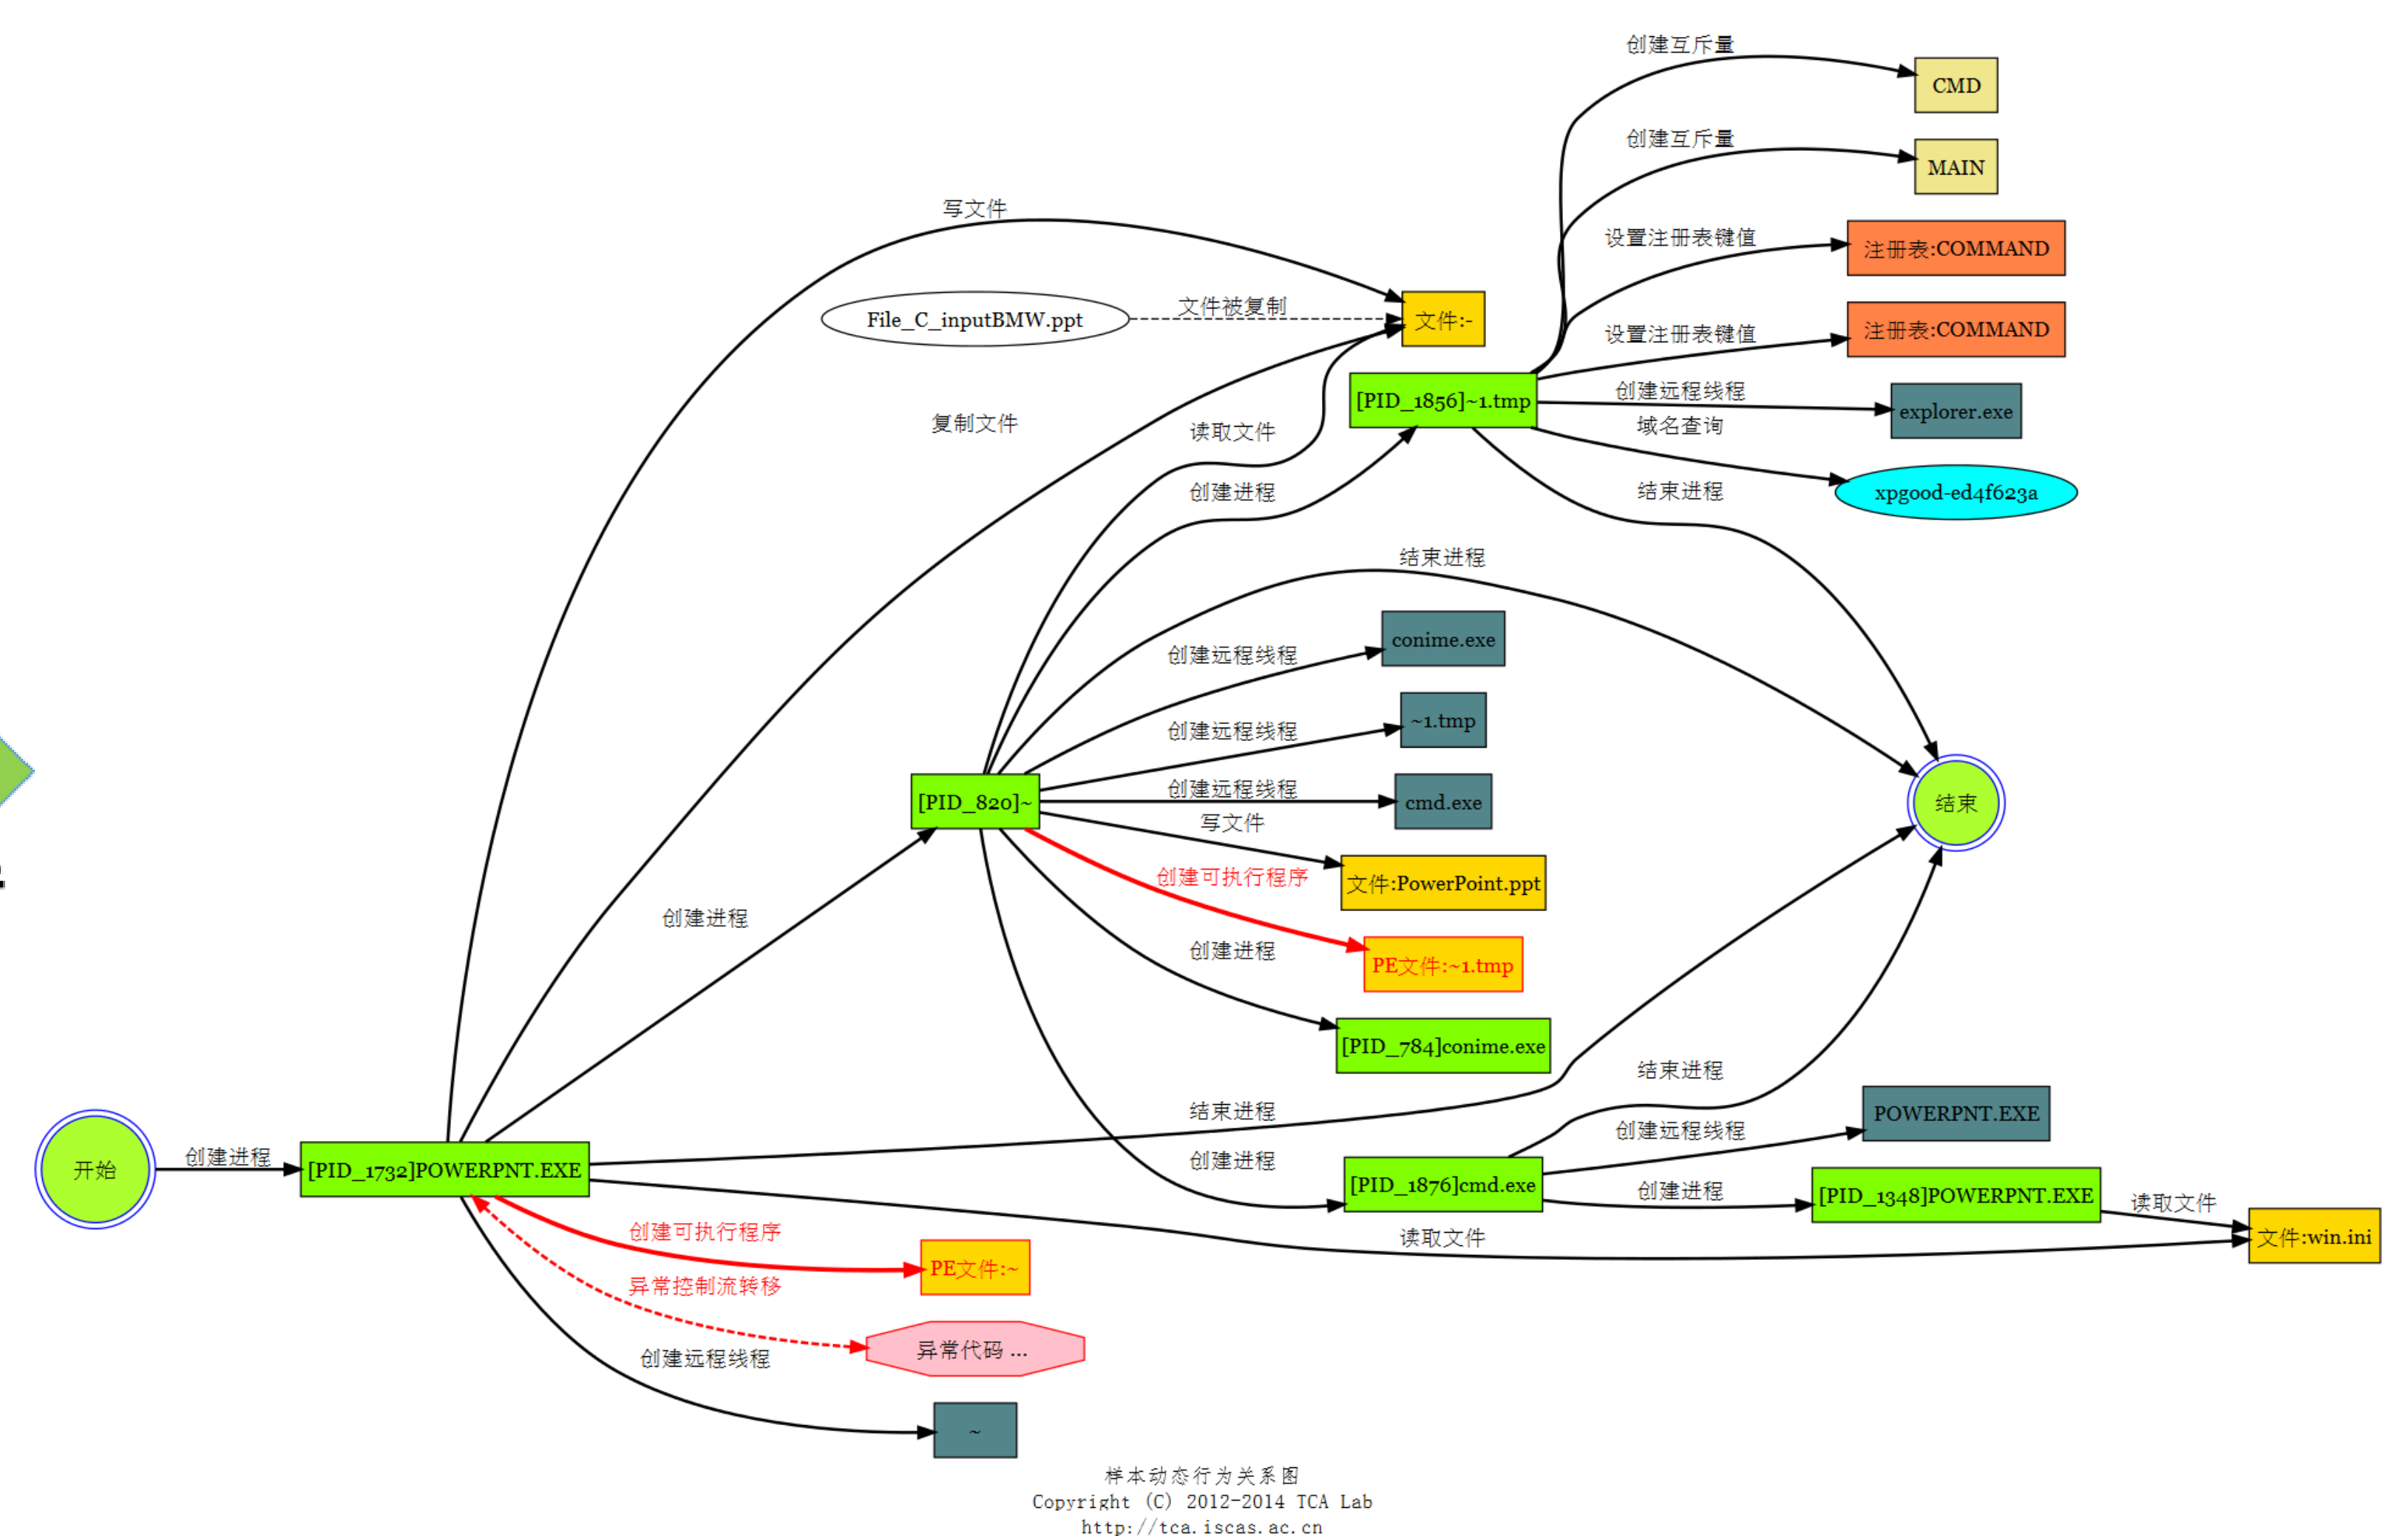 创建互斥量
CMD
创建互斥量
MAIN
写文件
设置注册表键值
注册表:COMMAND
File_C_inputBMW.ppt
文件被复制
文件:-
设置注册表键值
注册表:COMMAND
[PID_1856]~1.tmp
创建远程线程
explorer.exe
复制文件
读取文件
域名查询
创建进程
结束进程
xpgood-ed4f623a
结束进程
conime.exe
创建远程线程
~1.tmp
创建远程线程
[PID_820]~
创建远程线程
cmd.exe
结束
写文件
创建可执行程序
文件:PowerPoint.ppt
创建进程
创建进程
PE文件:~1.tmp
[PID_784]conime.exe
结束进程
结束进程
POWERPNT.EXE
创建远程线程
开始
创建进程
[PID_1732]POWERPNT.EXE
创建进程
[PID_1876]cmd.exe
创建进程
[PID_1348]POWERPNT.EXE
读取文件
创建可执行程序
读取文件
文件:win.ini
PE文件:~
异常控制流转移
异常代码 ...
创建远程线程
~
样本动态行为关系图
Copyright (C) 2012-2014 TCA Lab
http://tca.iscas.ac.cn